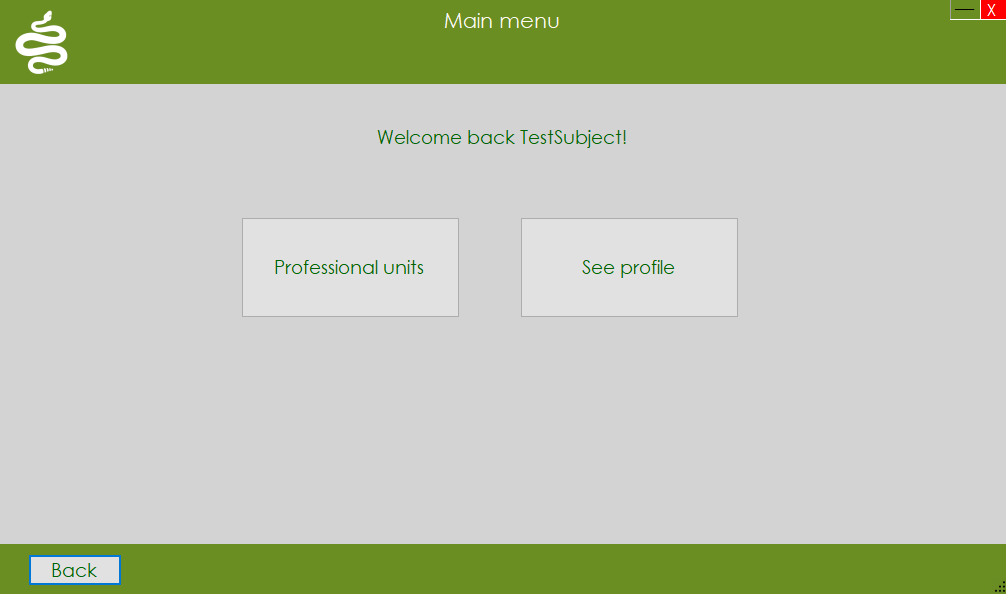 Main menu
X
Welcome back TestSubject!
Professional units
See profile
Back